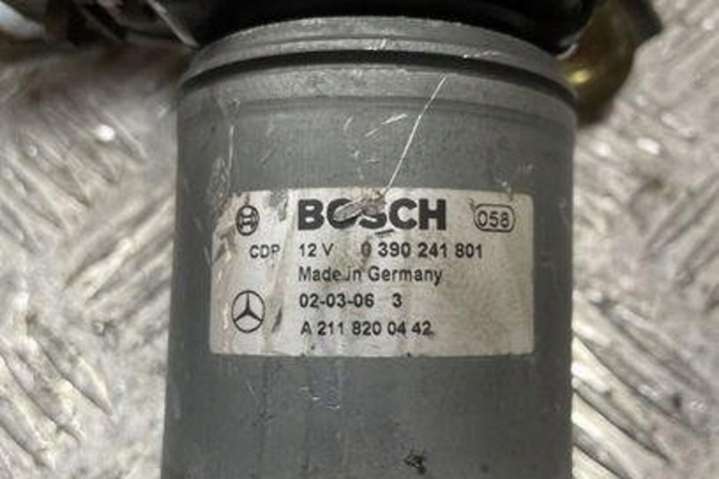 BOSCH 058
CDP 12 V 0 390 241 801
Made in Germany
02-03-06 3
A 211 820 04 42